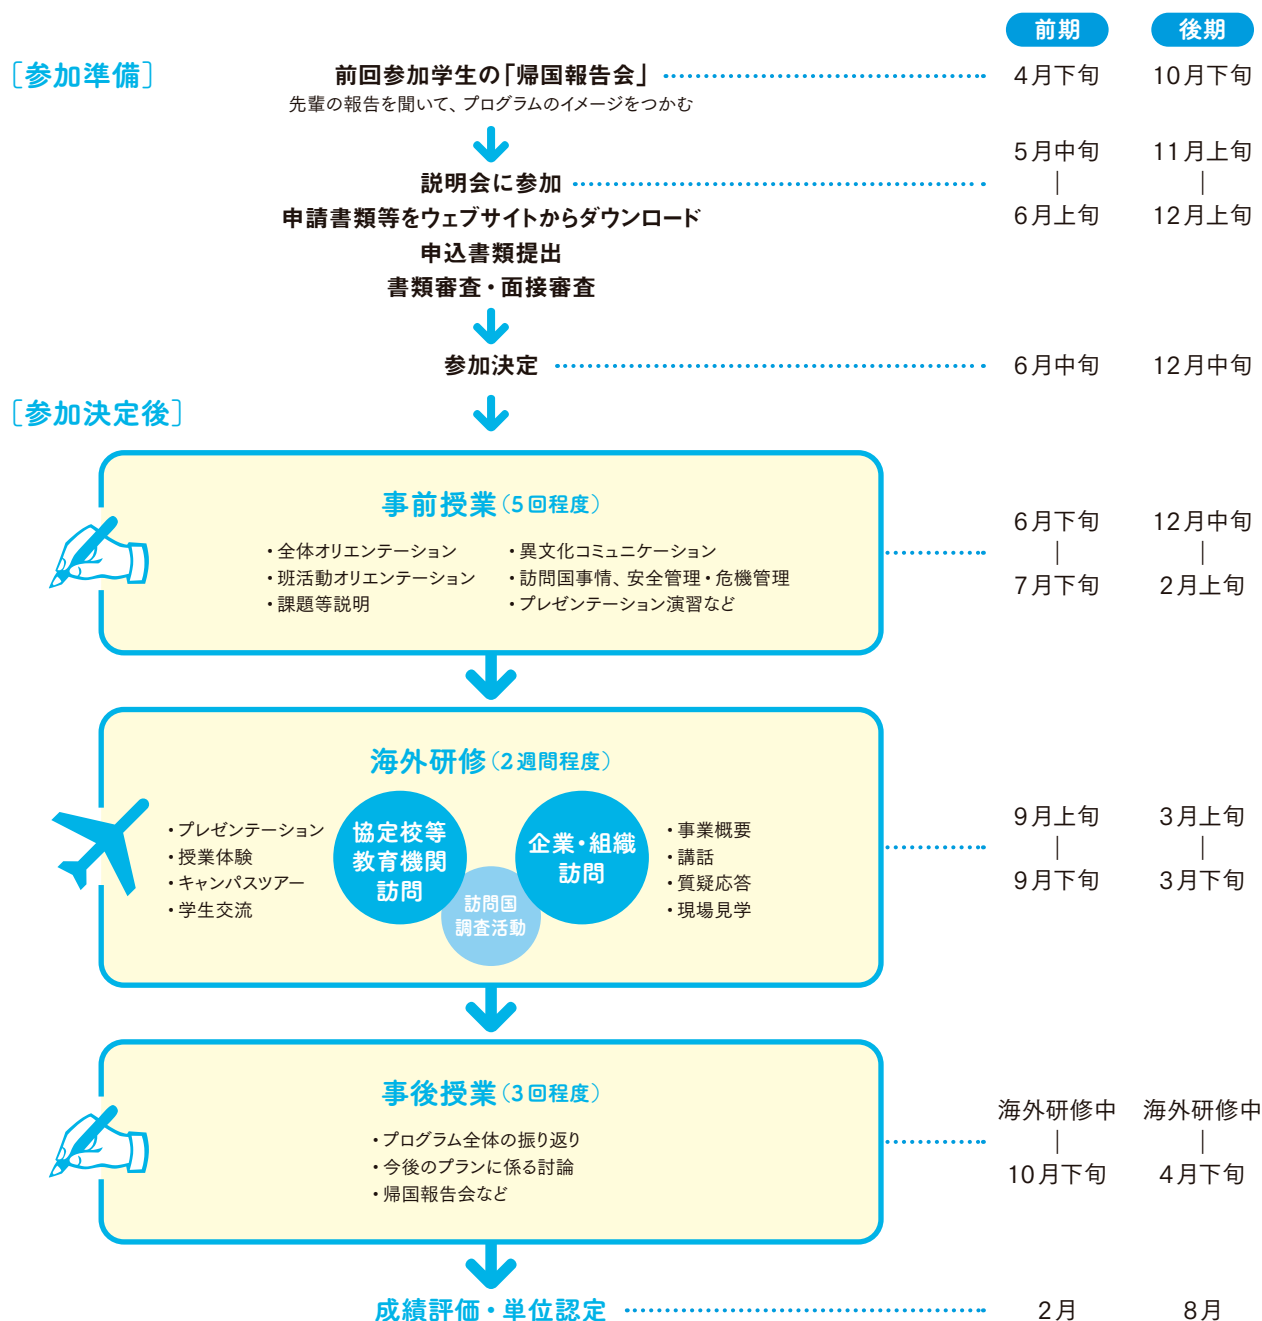 前期 後期
［参加準備］ 前回参加学生の「帰国報告会」 4月下旬 10月下旬
先輩の報告を聞いて、プログラムのイメージをつかむ
5月中旬 11月上旬
説明会に参加 ｜ ｜
申請書類等をウェブサイトからダウンロード 6月上旬 12月上旬
申込書類提出
書類審査・面接審査
参加決定 6月中旬 12月中旬
［参加決定後］
事前授業（5回程度）
・全体オリエンテーション
・班活動オリエンテーション
・課題等説明
・異文化コミュニケーション
・訪問国事情、安全管理・危機管理
・プレゼンテーション演習など
6月下旬 12月中旬
｜ ｜
7月下旬 2月上旬
海外研修（2週間程度）
・プレゼンテーション
・授業体験
・キャンパスツアー
・学生交流
協定校等
教育機関
訪問
訪問国
調査活動
企業・組織
訪問
・事業概要
・講話
・質疑応答
・現場見学
9月上旬 3月上旬
｜ ｜
9月下旬 3月下旬
事後授業（3回程度）
・プログラム全体の振り返り
・今後のプランに係る討論
・帰国報告会など
海外研修中 海外研修中
｜ ｜
10月下旬 4月下旬
成績評価・単位認定 2月 8月